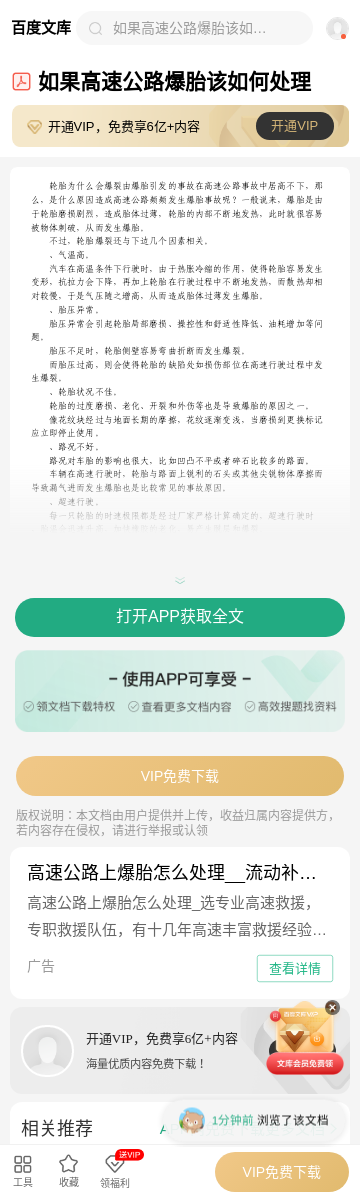 百度文库
如果高速公路爆胎该如...
如果高速公路爆胎该如何处理
开通VIP，免费享6亿+内容
开通VIP
轮胎为什么会爆裂由爆胎引发的事故在高速公路事故中居高不下，那
么，是什么原因造成高速公路频频发生爆胎事故呢？一般说来，爆胎是由
于轮胎磨损剧烈，造成胎体过薄，轮胎的内部不断地发热，此时就很容易
被物体刺破，从而发生爆胎。
不过，轮胎爆裂还与下边几个因素相关。
、气温高。
汽车在高温条件下行驶时，由于热胀冷缩的作用，使得轮胎容易发生
变形，抗拉力会下降，再加上轮胎在行驶过程中不断地发热，而散热却相
对较慢，于是气压随之增高，从而造成胎体过薄发生爆胎。
、胎压异常。
胎压异常会引起轮胎局部磨损、操控性和舒适性降低、油耗增加等问
题。
胎压不足时，轮胎侧壁容易弯曲折断而发生爆裂。
而胎压过高，则会使得轮胎的缺陷处如损伤部位在高速行驶过程中发
生爆裂。
、轮胎状况不佳。
轮胎的过度磨损、老化、开裂和外伤等也是导致爆胎的原因之一。
像花纹块经过与地面长期的摩擦，花纹逐渐变浅，当磨损到更换标记
应立即停止使用。
、路况不好。
路况对车胎的影响也很大，比如凹凸不平或者碎石比较多的路面。
车辆在高速行驶时，轮胎与路面上锐利的石头或其他尖锐物体摩擦而
导致漏气进而发生爆胎也是比较常见的事故原因。
、超速行驶。
每一只轮胎的时速极限都是经过厂家严格计算确定的，超速行驶时
打开APP获取全文
使用APP可享受
领文档下载特权
查看更多文档内容
高效搜题找资料
VIP免费下载
版权说明：本文档由用户提供并上传，收益归属内容提供方，
若内容存在侵权，请进行举报或认领
高速公路上爆胎怎么处理__流动补...
高速公路上爆胎怎么处理_选专业高速救援，
专职救援队伍，有十几年高速丰富救援经验...
广告
查看详情
开通VIP，免费享6亿+内容
海量优质内容免费下载！
百度文库VIP
文库会员免费领
相关推荐
1分钟前 浏览了该文档
工具
收藏
送VIP
领福利
VIP免费下载